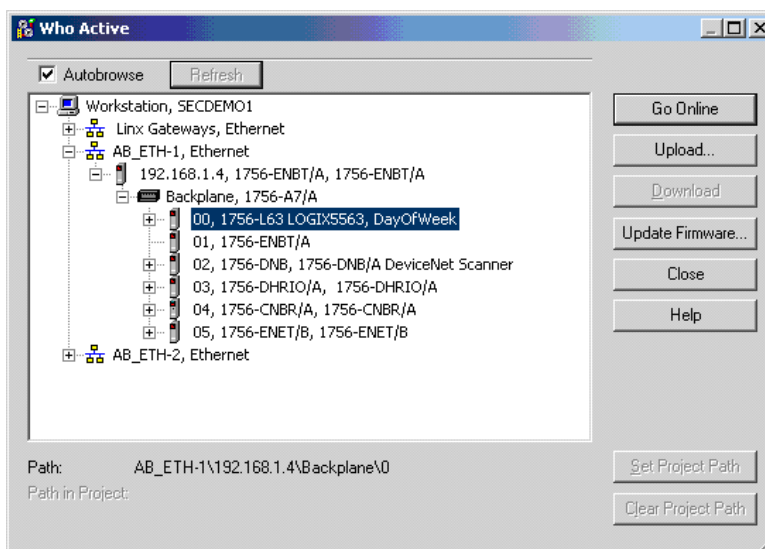 Who Active
Autobrowse
Refresh
Workstation, SECDEMO1
Linx Gateways, Ethernet
AB_ETH-1, Ethernet
192.168.1.4, 1756-ENBT/A, 1756-ENBT/A
Backplane, 1756-A7/A
00, 1756-L63 LOGIX5563, DayOfWeek
01, 1756-ENBT/A
02, 1756-DNB, 1756-DNB/A DeviceNet Scanner
03, 1756-DHRIO/A, 1756-DHRIO/A
04, 1756-CNBR/A, 1756-CNBR/A
05, 1756-ENET/B, 1756-ENET/B
AB_ETH-2, Ethernet
Go Online
Upload...
Download
Update Firmware...
Close
Help
Path: AB_ETH-1\192.168.1.4\Backplane\0
Path in Project:
Set Project Path
Clear Project Path